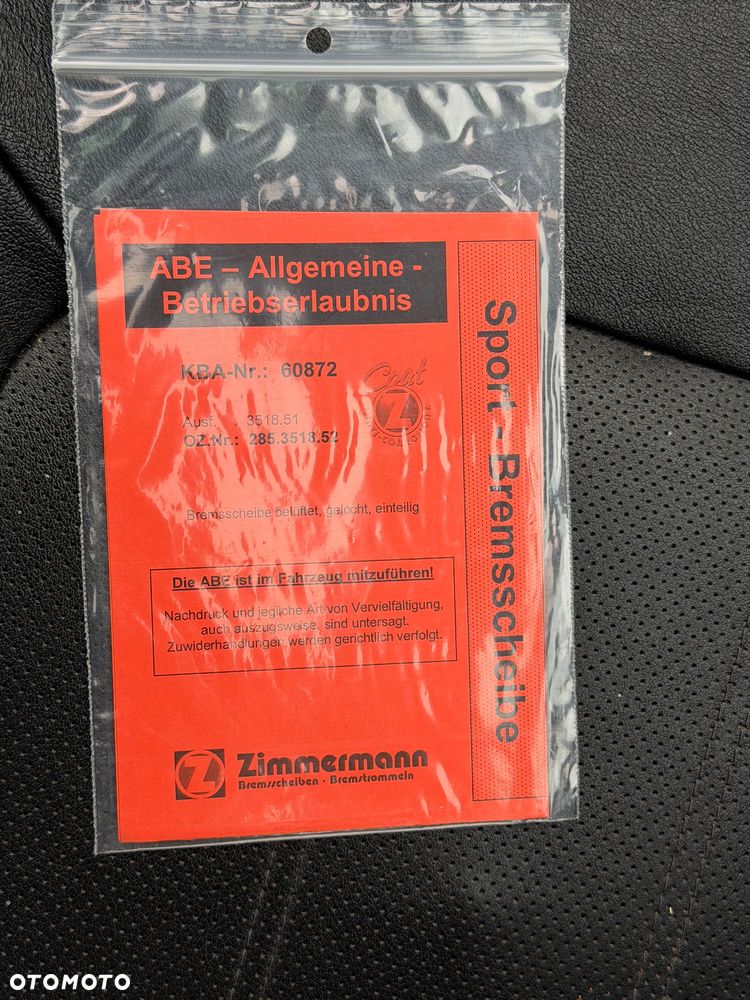 ABE – Allgemeine -
Betriebserlaubnis
KBA-Nr.: 60872
Coat
Z
Ausf. : 3518.51
OZ.Nr.: 285.3518.52
Bremsscheibe belüftet, gelocht, einteilig
Die ABE ist im Fahrzeug mitzuführen!
Nachdruck und jegliche Art von Vervielfältigung,
auch auszugsweise, sind untersagt.
Zuwiderhandlungen werden gerichtlich verfolgt.
Z Zimmermann
Bremsscheiben · Bremstrommeln
Sport - Bremsscheibe
OTOMOTO